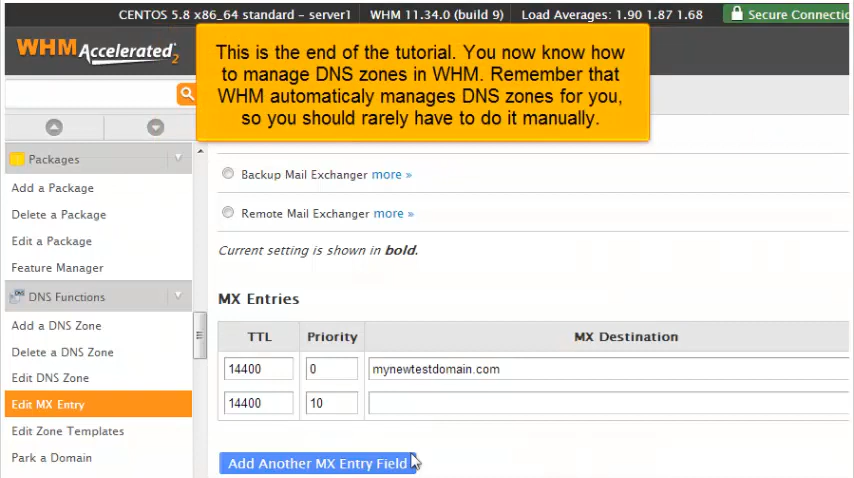 CENTOS 5.8 x86_64 standard - server1 WHM 11.34.0 (build 9) Load Averages: 1.90 1.87 1.68 Secure Connectio
WHM Accelerated2
This is the end of the tutorial. You now know how
to manage DNS zones in WHM. Remember that
WHM automaticaly manages DNS zones for you,
so you should rarely have to do it manually.
Packages
Add a Package
Delete a Package
Edit a Package
Feature Manager
DNS Functions
Add a DNS Zone
Delete a DNS Zone
Edit DNS Zone
Edit MX Entry
Edit Zone Templates
Park a Domain
Backup Mail Exchanger more »
Remote Mail Exchanger more »
Current setting is shown in bold.
MX Entries
TTL Priority MX Destination
14400 0 mynewtestdomain.com
14400 10
Add Another MX Entry Field